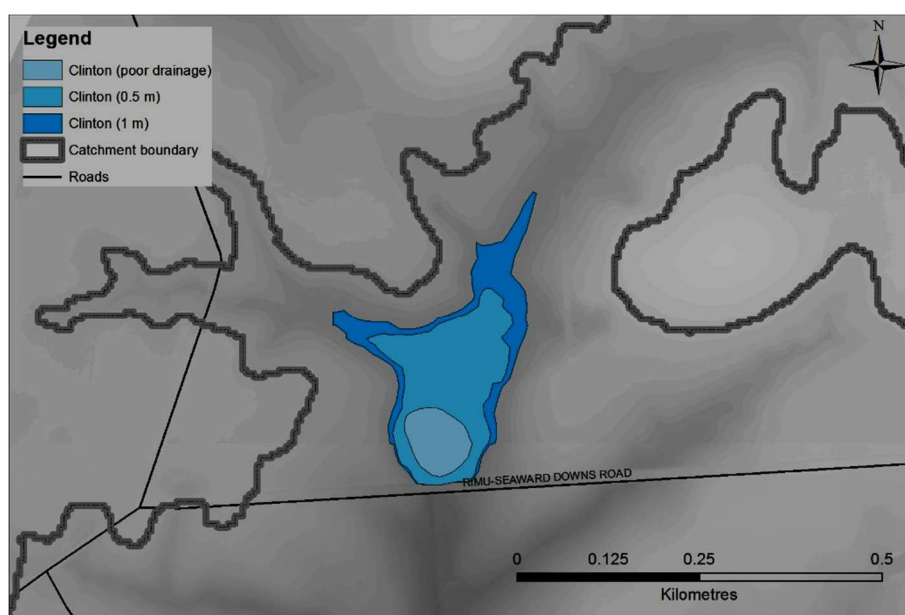 Legend
Clinton (poor drainage)
Clinton (0.5 m)
Clinton (1 m)
Catchment boundary
Roads
N
RIMU-SEAWARD DOWNS ROAD
0 0.125 0.25 0.5
Kilometres